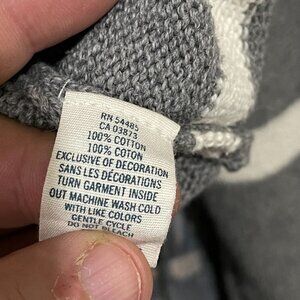 RN 54485
CA 03873
100% COTTON
100% COTON
EXCLUSIVE OF DECORATION
SANS LES DÉCORATIONS
TURN GARMENT INSIDE
OUT MACHINE WASH COLD
WITH LIKE COLORS
GENTLE CYCLE
DO NOT BLEACH